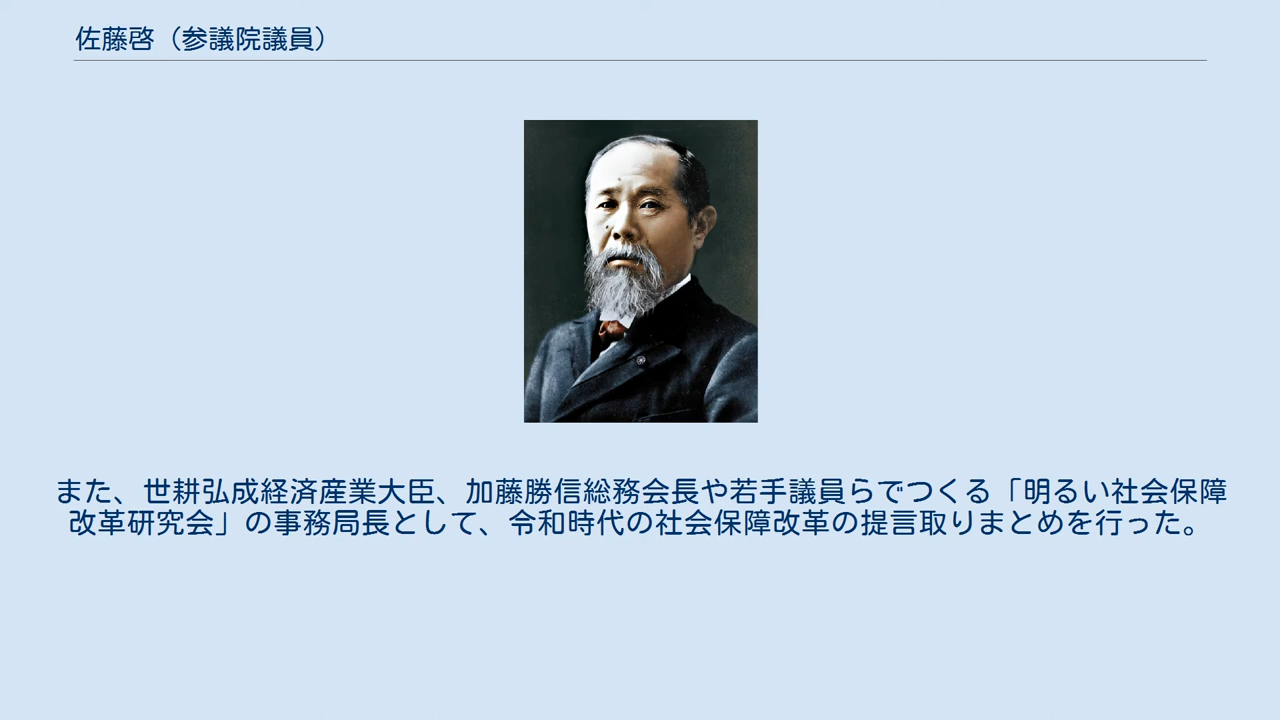 佐藤啓（参議院議員）
また、世耕弘成経済産業大臣、加藤勝信総務会長や若手議員らでつくる「明るい社会保障
改革研究会」の事務局長として、令和時代の社会保障改革の提言取りまとめを行った。